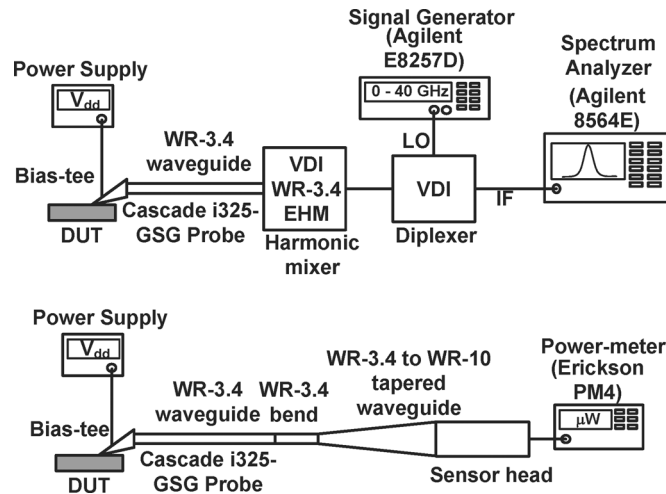 Signal Generator
(Agilent
E8257D)
Spectrum
Analyzer
(Agilent
8564E)
Power Supply
Vdd
0 - 40 GHz
LO
WR-3.4
waveguide
Bias-tee
VDI
WR-3.4
EHM
VDI
IF
Cascade i325-
GSG Probe
DUT
Harmonic
mixer
Diplexer
Power Supply
Vdd
WR-3.4 to WR-10
tapered
waveguide
Power-meter
(Erickson
PM4)
WR-3.4
waveguide
WR-3.4
bend
µW
Bias-tee
Cascade i325-
GSG Probe
DUT
Sensor head